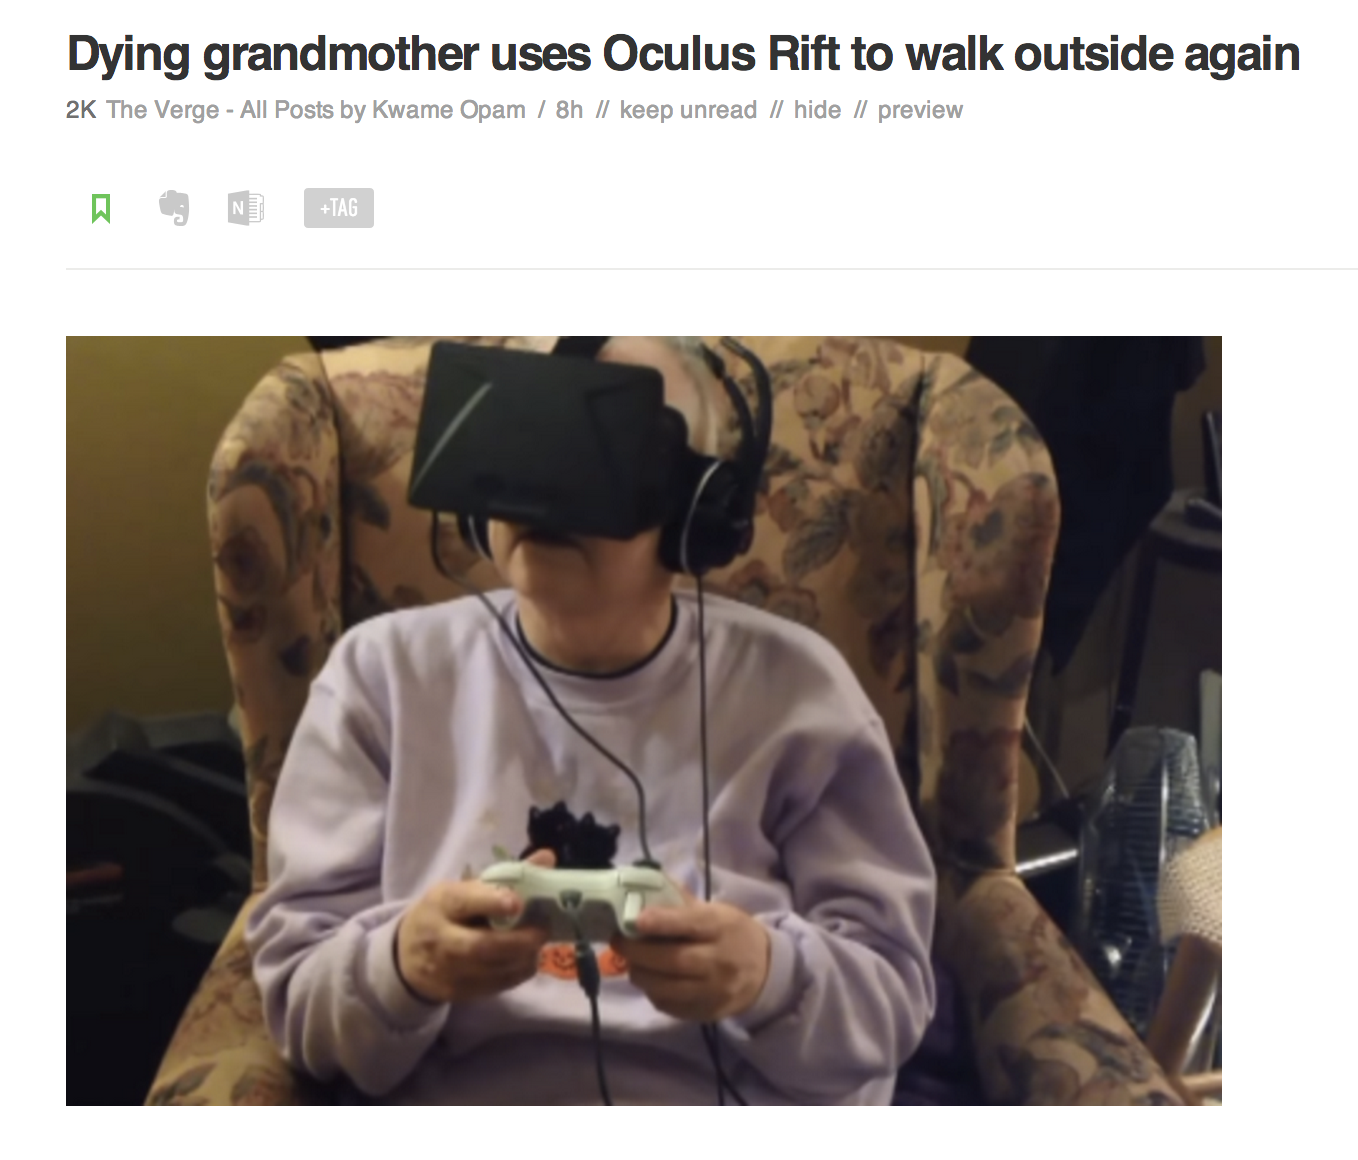 Dying grandmother uses Oculus Rift to walk outside again
2K The Verge - All Posts by Kwame Opam / 8h // keep unread // hide // preview
N +TAG